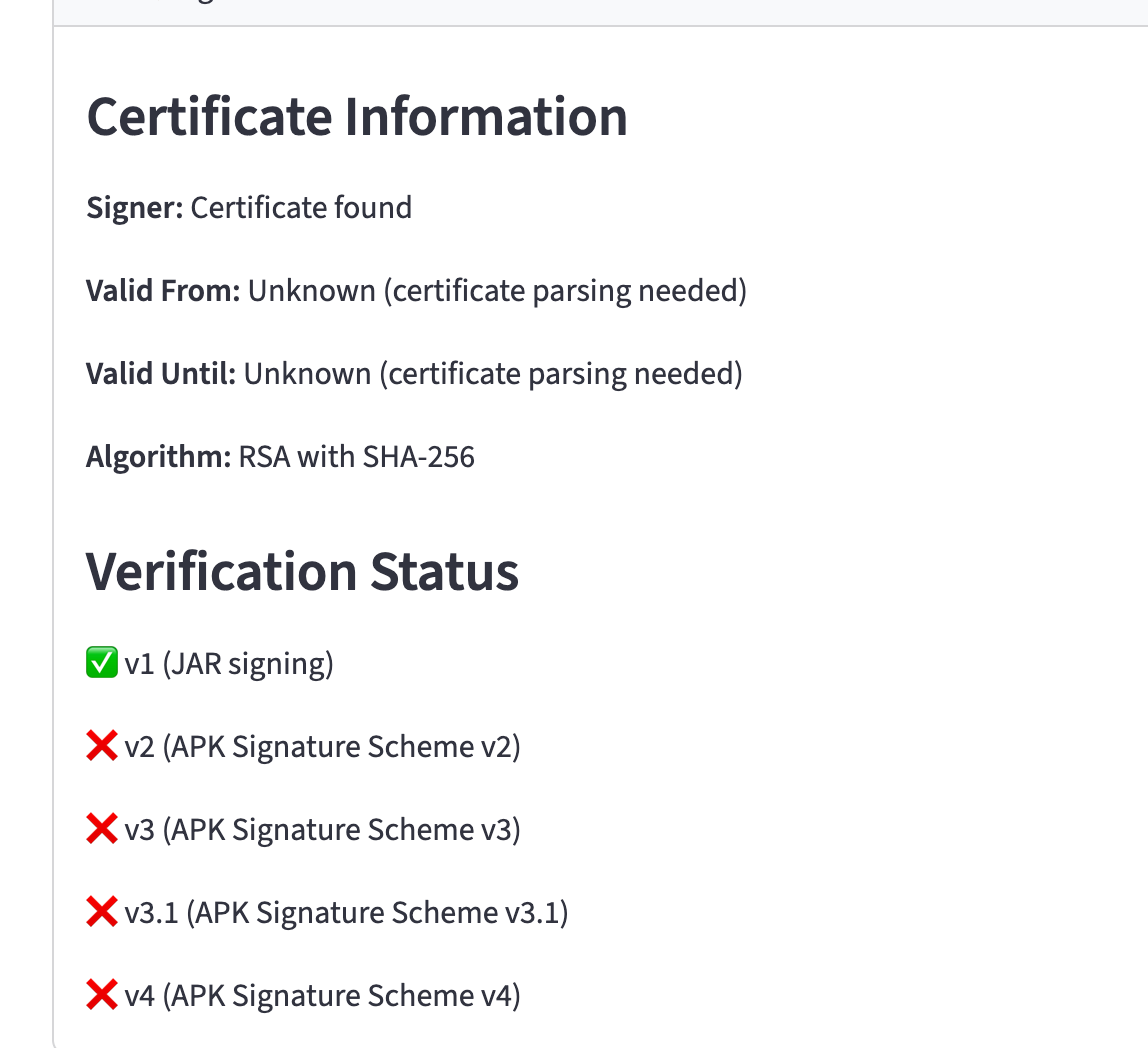 Certificate Information
Signer: Certificate found
Valid From: Unknown (certificate parsing needed)
Valid Until: Unknown (certificate parsing needed)
Algorithm: RSA with SHA-256
Verification Status
✅ v1 (JAR signing)
❌ v2 (APK Signature Scheme v2)
❌ v3 (APK Signature Scheme v3)
❌ v3.1 (APK Signature Scheme v3.1)
❌ v4 (APK Signature Scheme v4)